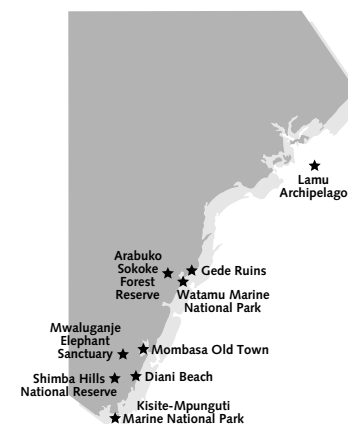 Lamu
Archipelago
Arabuko
Sokoke
Forest
Reserve
Gede Ruins
Watamu Marine
National Park
Mwaluganje
Elephant
Sanctuary
Mombasa Old Town
Shimba Hills
National Reserve
Diani Beach
Kisite-Mpunguti
Marine National Park